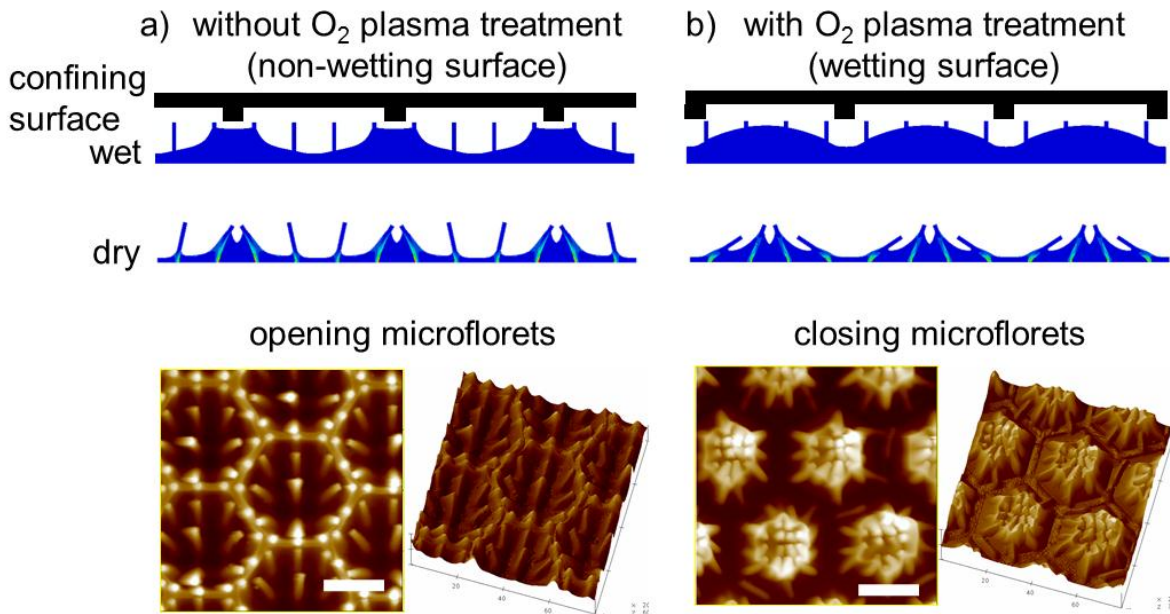 a) without O₂ plasma treatment
(non-wetting surface)
b) with O₂ plasma treatment
(wetting surface)
confining
surface
wet
dry
opening microflorets
closing microflorets
20
40
60
20
40
60